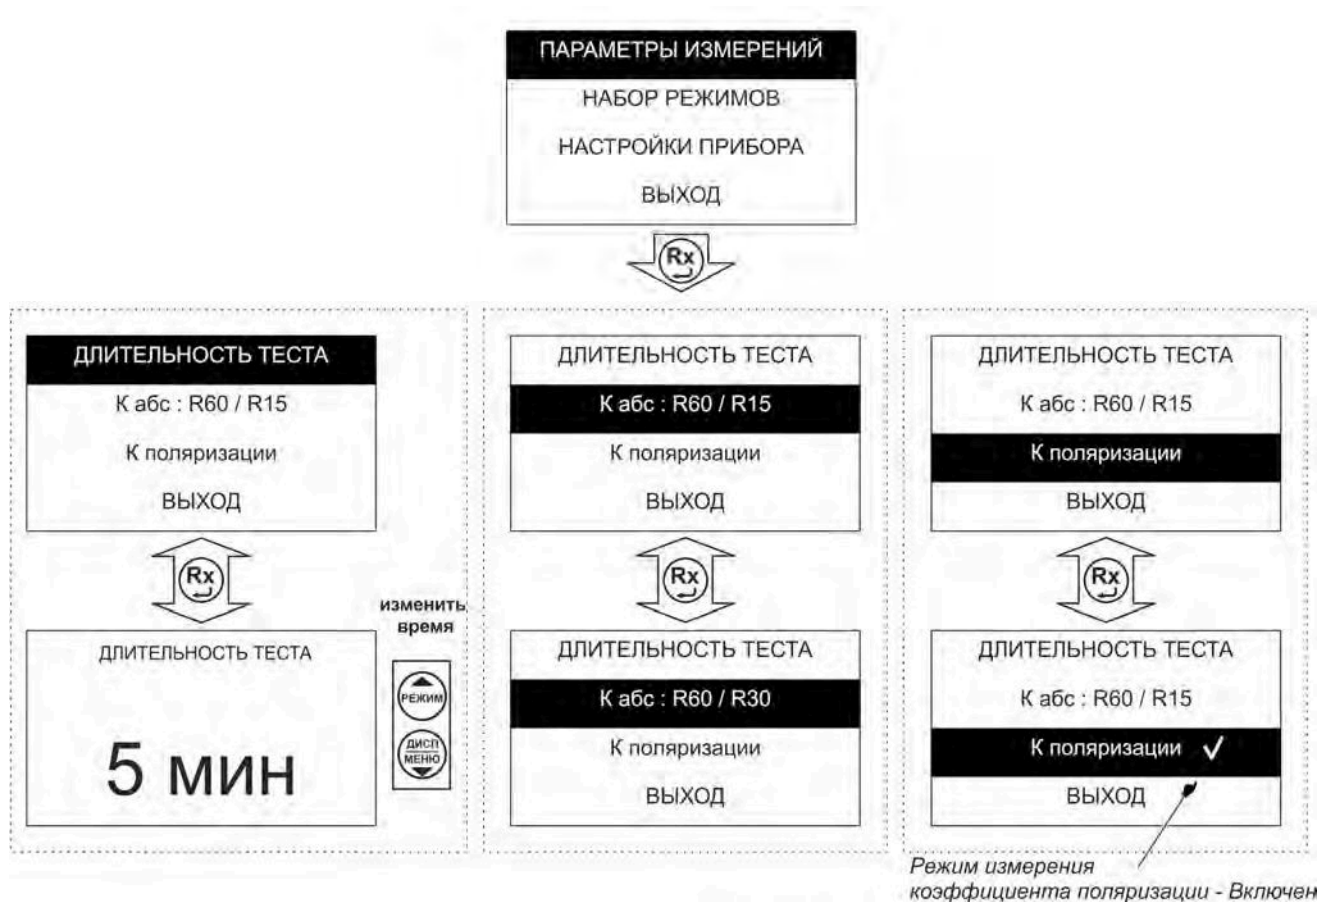 ПАРАМЕТРЫ ИЗМЕРЕНИЙ
НАБОР РЕЖИМОВ
НАСТРОЙКИ ПРИБОРА
ВЫХОД
Rx
ДЛИТЕЛЬНОСТЬ ТЕСТА
К абс : R60 / R15
К поляризации
ВЫХОД
Rx
ДЛИТЕЛЬНОСТЬ ТЕСТА
5 мин
изменить
время
РЕЖИМ
ДИСП
МЕНЮ
ДЛИТЕЛЬНОСТЬ ТЕСТА
К абс : R60 / R15
К поляризации
ВЫХОД
Rx
ДЛИТЕЛЬНОСТЬ ТЕСТА
К абс : R60 / R30
К поляризации
ВЫХОД
ДЛИТЕЛЬНОСТЬ ТЕСТА
К абс : R60 / R15
К поляризации
ВЫХОД
Rx
ДЛИТЕЛЬНОСТЬ ТЕСТА
К абс : R60 / R15
К поляризации ✓
ВЫХОД
Режим измерения
коэффициента поляризации - Включен